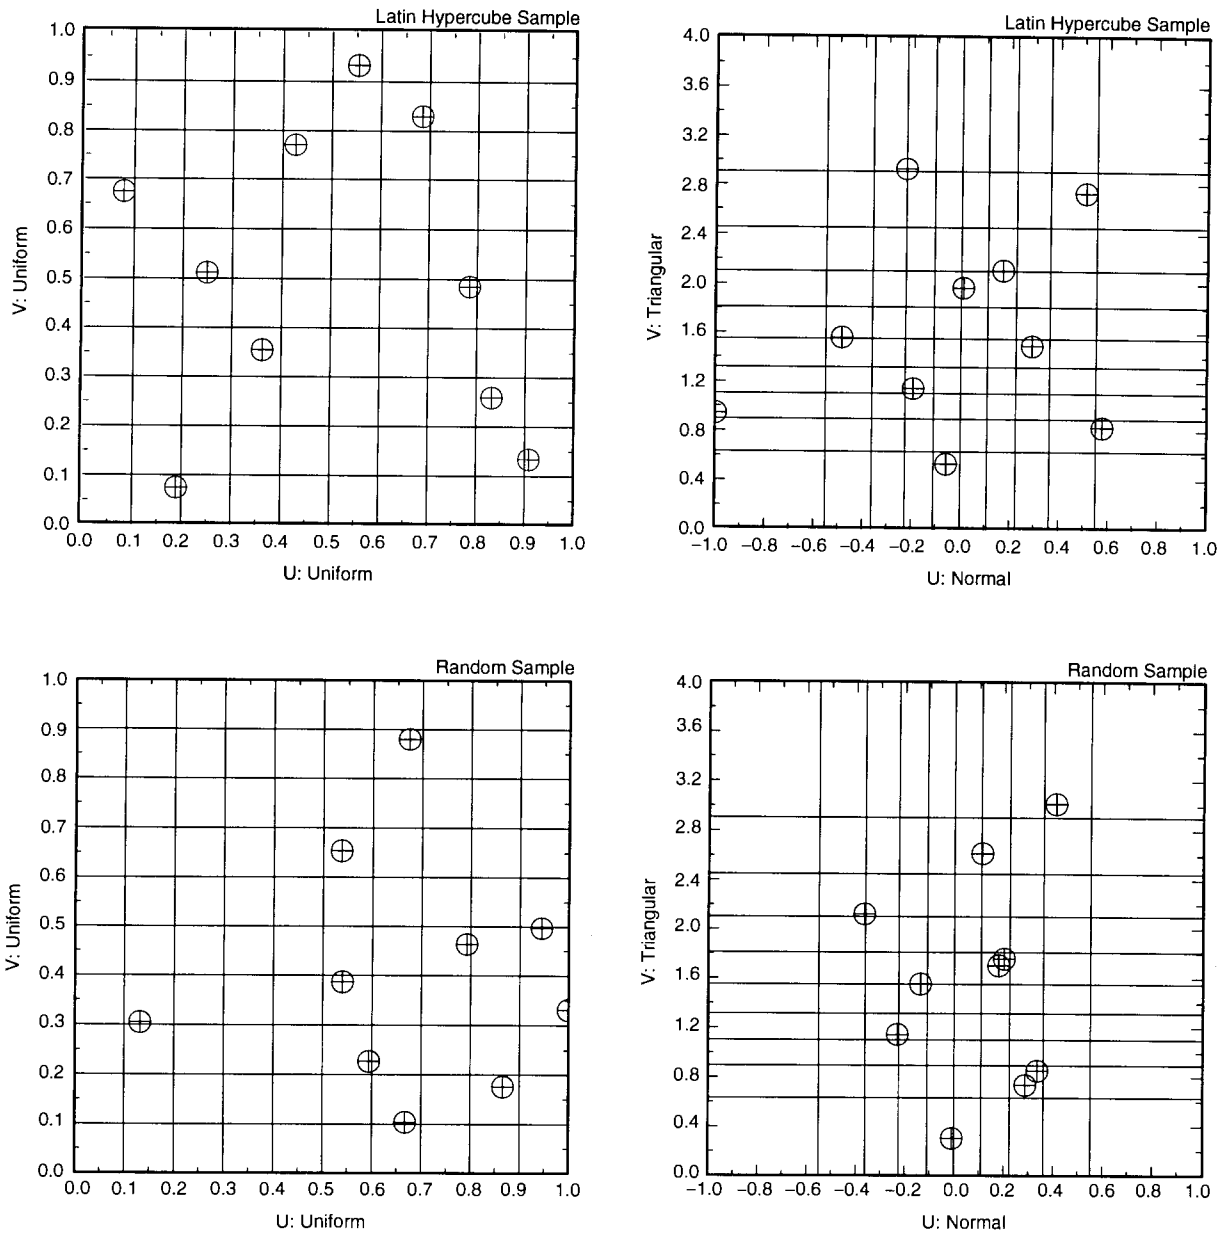 Latin Hypercube Sample
1.0
0.9
0.8
0.7
0.6
0.5
0.4
0.3
0.2
0.1
0.0
V: Uniform
0.0 0.1 0.2 0.3 0.4 0.5 0.6 0.7 0.8 0.9 1.0
U: Uniform
Latin Hypercube Sample
4.0
3.6
3.2
2.8
2.4
2.0
1.6
1.2
0.8
0.4
0.0
V: Triangular
−1.0 −0.8 −0.6 −0.4 −0.2 0.0 0.2 0.4 0.6 0.8 1.0
U: Normal
Random Sample
1.0
0.9
0.8
0.7
0.6
0.5
0.4
0.3
0.2
0.1
0.0
V: Uniform
0.0 0.1 0.2 0.3 0.4 0.5 0.6 0.7 0.8 0.9 1.0
U: Uniform
Random Sample
4.0
3.6
3.2
2.8
2.4
2.0
1.6
1.2
0.8
0.4
0.0
V: Triangular
−1.0 −0.8 −0.6 −0.4 −0.2 0.0 0.2 0.4 0.6 0.8 1.0
U: Normal